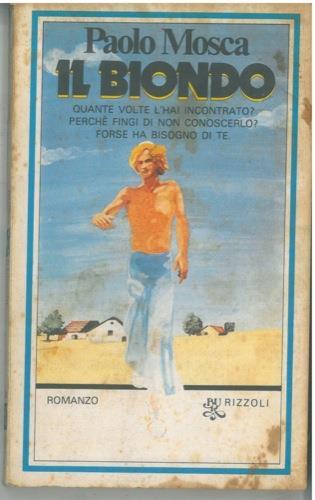 Paolo Mosca
IL BIONDO
QUANTE VOLTE L'HAI INCONTRATO?
PERCHÈ FINGI DI NON CONOSCERLO?
FORSE HA BISOGNO DI TE.
ROMANZO
BUR RIZZOLI